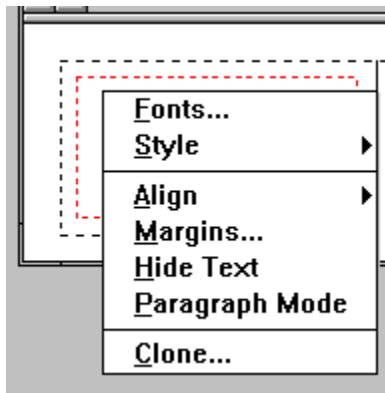 Fonts...
Style
Align
Margins...
Hide Text
Paragraph Mode
Clone...